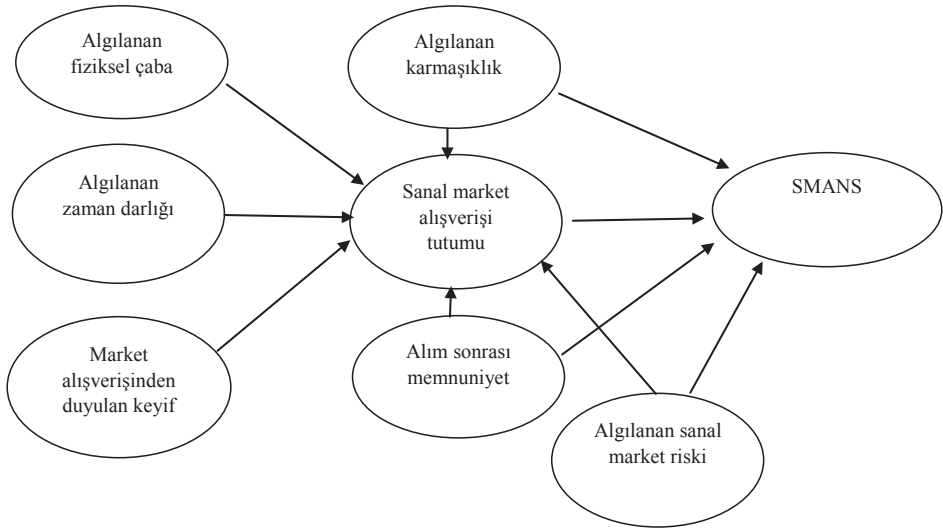 Algılanan
fiziksel çaba
Algılanan
karmaşıklık
Algılanan
zaman darlığı
Sanal market
alışverişi
tutumu
SMANS
Market
alışverişinden
duyulan keyif
Alım sonrası
memnuniyet
Algılanan sanal
market riski